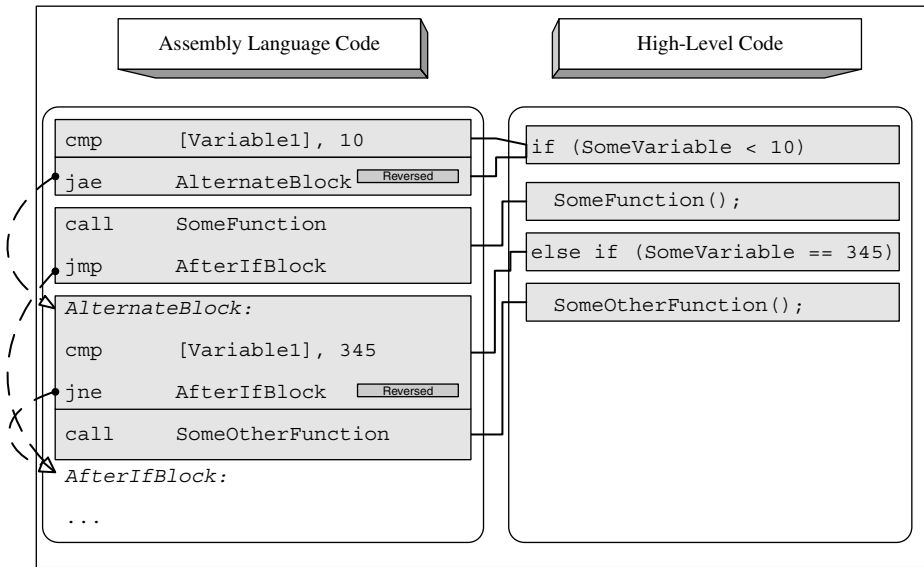 Assembly Language Code
High-Level Code
cmp [Variable1], 10
jae AlternateBlock Reversed
call SomeFunction
jmp AfterIfBlock
AlternateBlock:
cmp [Variable1], 345
jne AfterIfBlock Reversed
call SomeOtherFunction
AfterIfBlock:
...
if (SomeVariable < 10)
SomeFunction();
else if (SomeVariable == 345)
SomeOtherFunction();